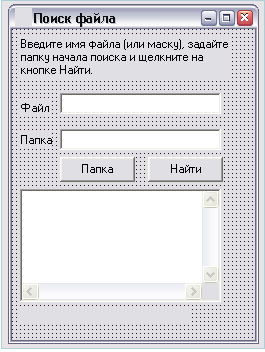 Поиск файла
Введите имя файла (или маску), задайте
папку начала поиска и щелкните на
кнопке Найти.
Файл
Папка
Папка Найти